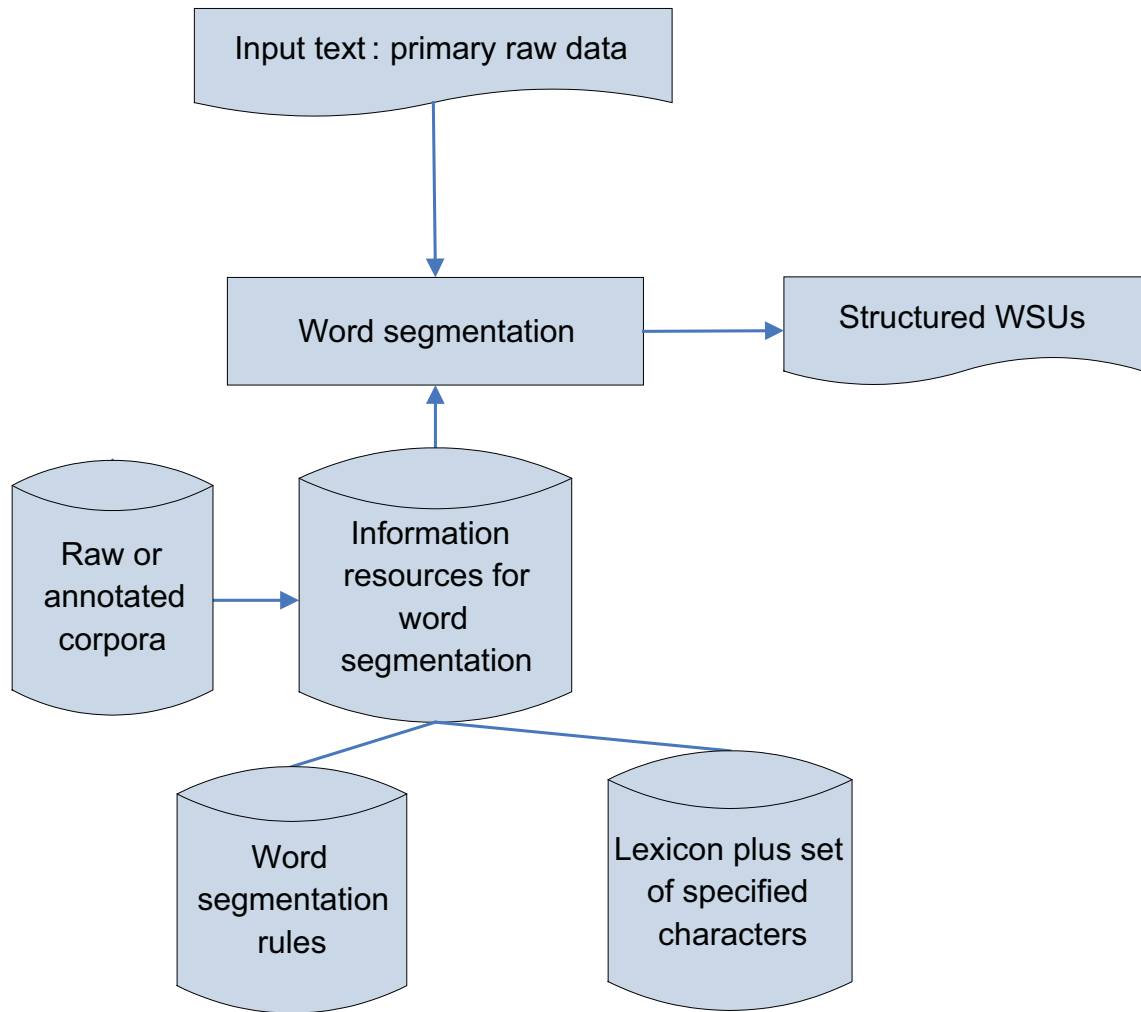 Input text : primary raw data
Word segmentation
Structured WSUs
Raw or
annotated
corpora
Information
resources for
word
segmentation
Word
segmentation
rules
Lexicon plus set
of specified
characters